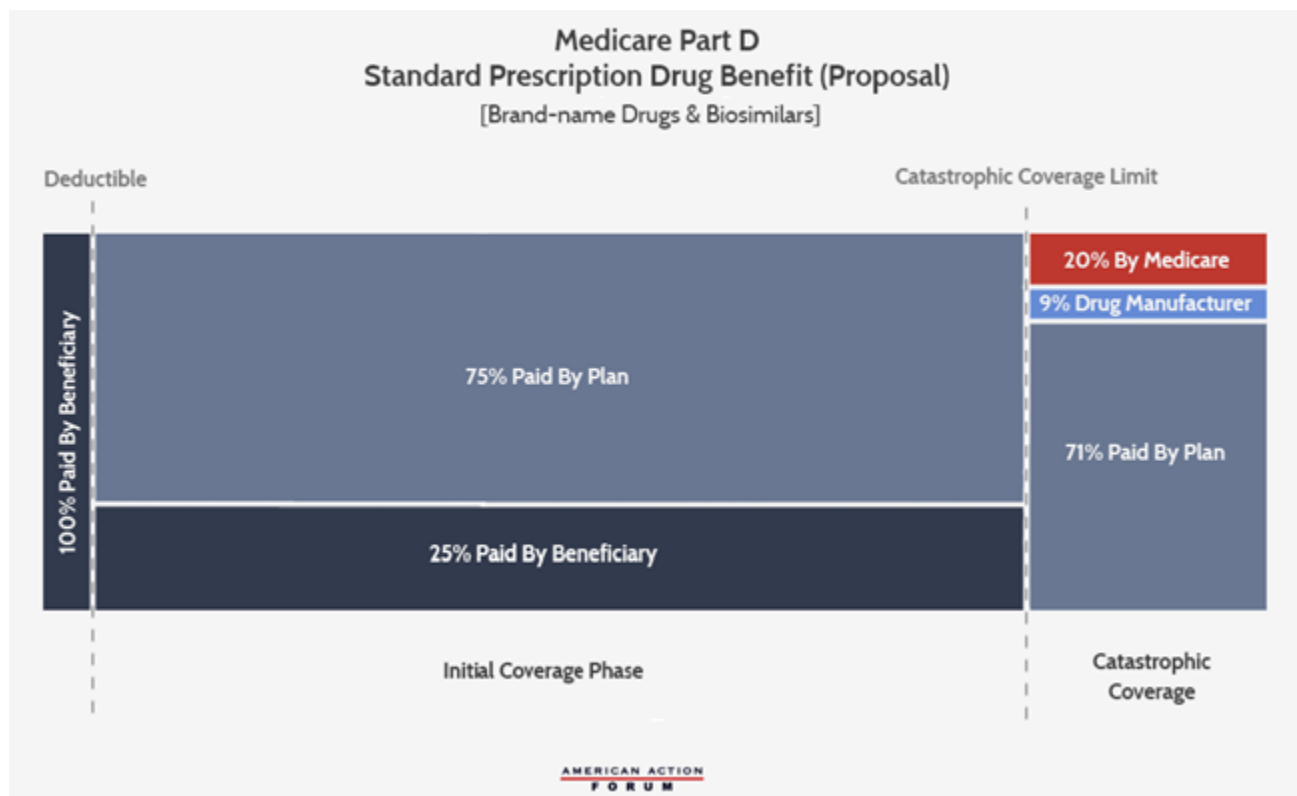 Medicare Part D
Standard Prescription Drug Benefit (Proposal)
[Brand-name Drugs & Biosimilars]
Deductible
Catastrophic Coverage Limit
100% Paid By Beneficiary
75% Paid By Plan
25% Paid By Beneficiary
20% By Medicare
9% Drug Manufacturer
71% Paid By Plan
Initial Coverage Phase
Catastrophic
Coverage
AMERICAN ACTION
FORUM